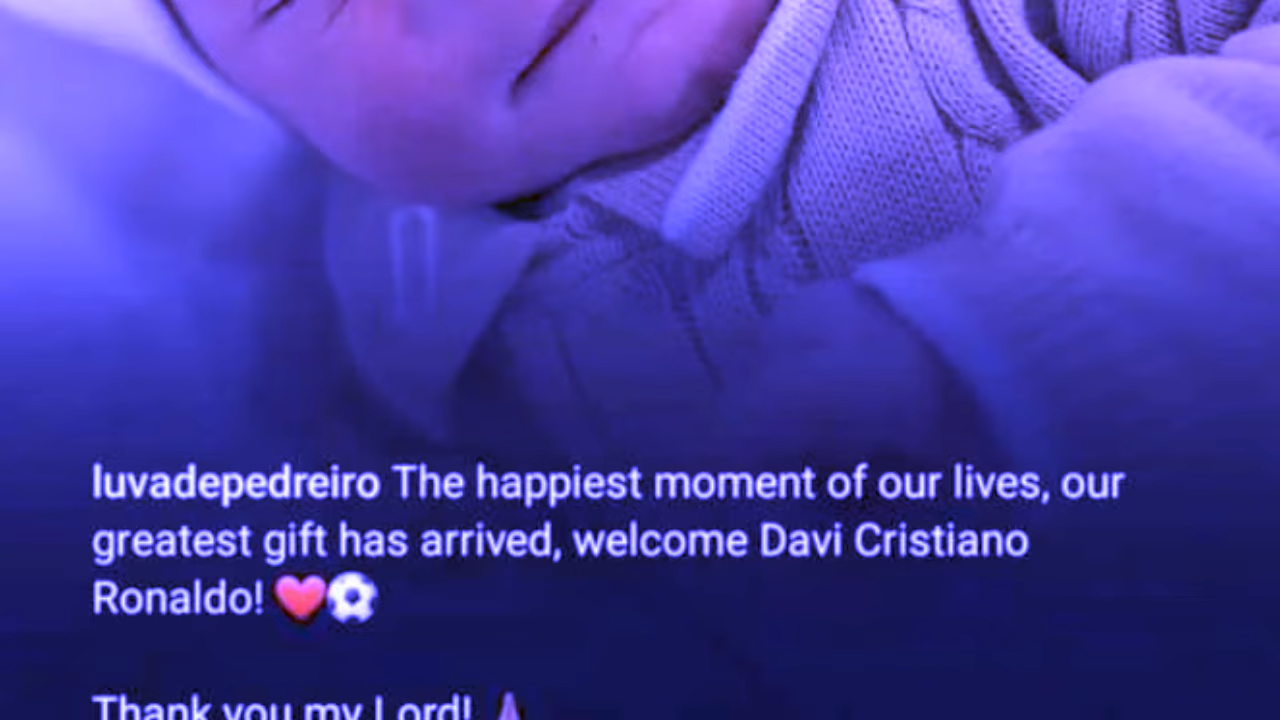 luvadepedreiro The happiest moment of our lives, our
greatest gift has arrived, welcome Davi Cristiano
Ronaldo! ❤️⚽
Thank you my Lord! 🙏